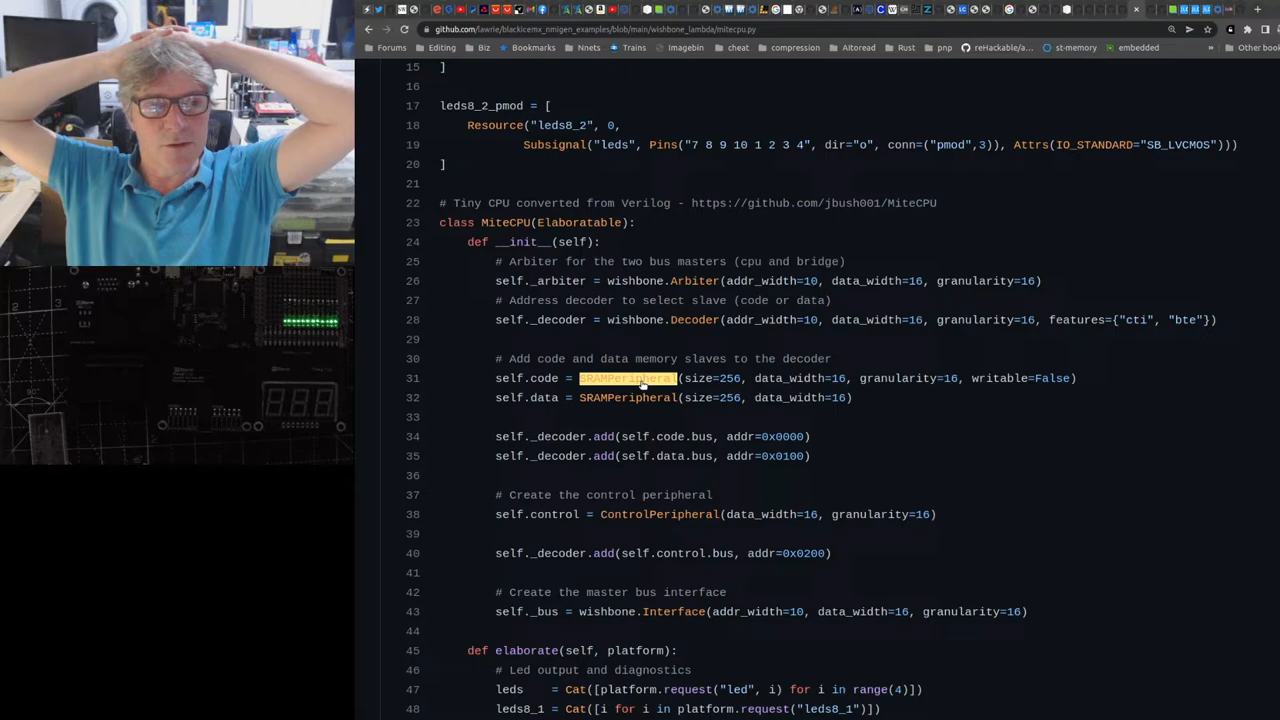 github.com/lawrie/blackicemx_nmigen_examples/blob/main/wishbone_lambda/mitecpu.py
Forums Editing Biz Bookmarks Nnets Trains Imagebin cheat compression AItoread Rust pnp reHackable/a... st-memory embedded » Other book
15 ]
16
17 leds8_2_pmod = [
18 Resource("leds8_2", 0,
19 Subsignal("leds", Pins("7 8 9 10 1 2 3 4", dir="o", conn=("pmod",3)), Attrs(IO_STANDARD="SB_LVCMOS")))
20 ]
21
22 # Tiny CPU converted from Verilog - https://github.com/jbush001/MiteCPU
23 class MiteCPU(Elaboratable):
24 def __init__(self):
25 # Arbiter for the two bus masters (cpu and bridge)
26 self._arbiter = wishbone.Arbiter(addr_width=10, data_width=16, granularity=16)
27 # Address decoder to select slave (code or data)
28 self._decoder = wishbone.Decoder(addr_width=10, data_width=16, granularity=16, features={"cti", "bte"})
29
30 # Add code and data memory slaves to the decoder
31 self.code = SRAMPeripheral(size=256, data_width=16, granularity=16, writable=False)
32 self.data = SRAMPeripheral(size=256, data_width=16)
33
34 self._decoder.add(self.code.bus, addr=0x0000)
35 self._decoder.add(self.data.bus, addr=0x0100)
36
37 # Create the control peripheral
38 self.control = ControlPeripheral(data_width=16, granularity=16)
39
40 self._decoder.add(self.control.bus, addr=0x0200)
41
42 # Create the master bus interface
43 self._bus = wishbone.Interface(addr_width=10, data_width=16, granularity=16)
44
45 def elaborate(self, platform):
46 # Led output and diagnostics
47 leds = Cat([platform.request("led", i) for i in range(4)])
48 leds8_1 = Cat([i for i in platform.request("leds8_1")])